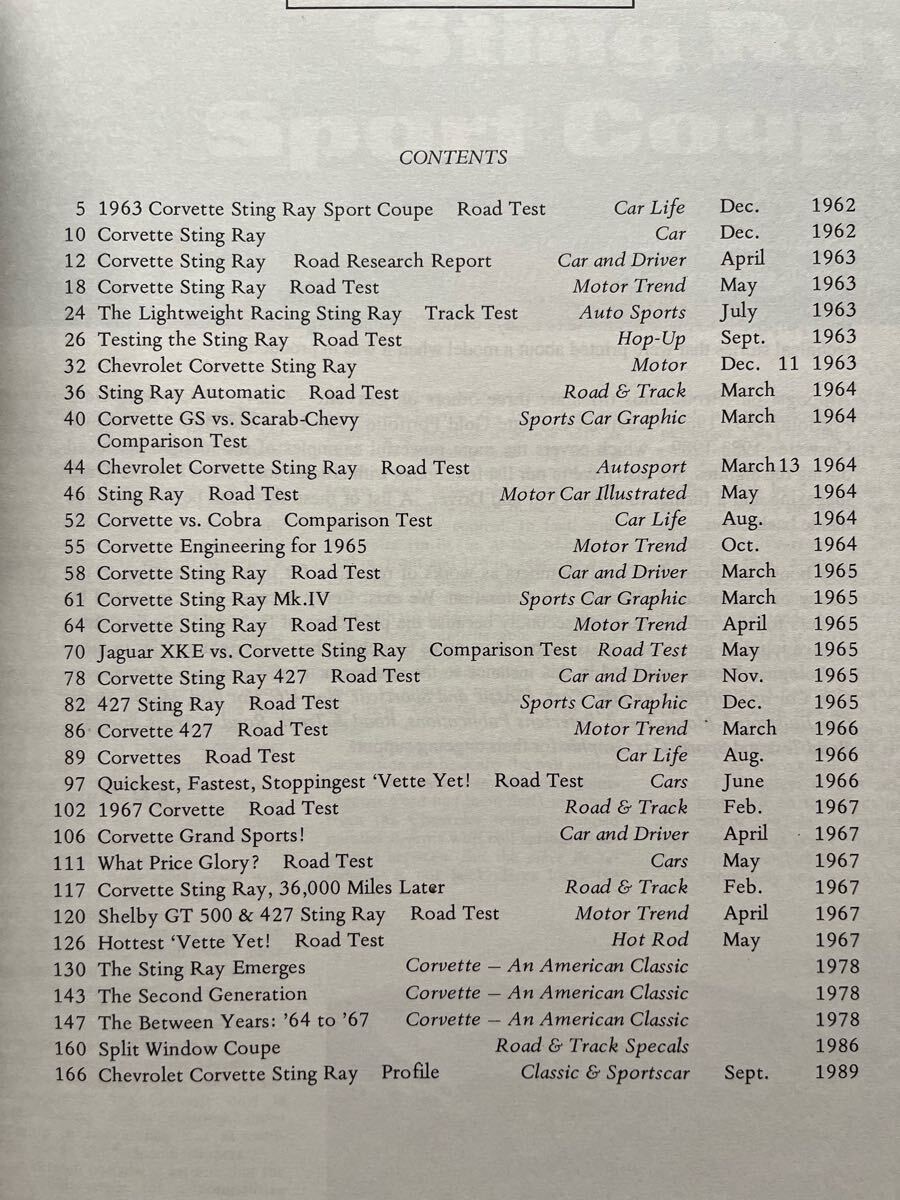 CONTENTS
5 1963 Corvette Sting Ray Sport Coupe Road Test Car Life Dec. 1962
10 Corvette Sting Ray Car Dec. 1962
12 Corvette Sting Ray Road Research Report Car and Driver April 1963
18 Corvette Sting Ray Road Test Motor Trend May 1963
24 The Lightweight Racing Sting Ray Track Test Auto Sports July 1963
26 Testing the Sting Ray Road Test Hop-Up Sept. 1963
32 Chevrolet Corvette Sting Ray Motor Dec. 11 1963
36 Sting Ray Automatic Road Test Road & Track March 1964
40 Corvette GS vs. Scarab-Chevy Sports Car Graphic March 1964
Comparison Test
44 Chevrolet Corvette Sting Ray Road Test Autosport March 13 1964
46 Sting Ray Road Test Motor Car Illustrated May 1964
52 Corvette vs. Cobra Comparison Test Car Life Aug. 1964
55 Corvette Engineering for 1965 Motor Trend Oct. 1964
58 Corvette Sting Ray Road Test Car and Driver March 1965
61 Corvette Sting Ray Mk.IV Sports Car Graphic March 1965
64 Corvette Sting Ray Road Test Motor Trend April 1965
70 Jaguar XKE vs. Corvette Sting Ray Comparison Test Road Test May 1965
78 Corvette Sting Ray 427 Road Test Car and Driver Nov. 1965
82 427 Sting Ray Road Test Sports Car Graphic Dec. 1965
86 Corvette 427 Road Test Motor Trend March 1966
89 Corvettes Road Test Car Life Aug. 1966
97 Quickest, Fastest, Stoppingest ‘Vette Yet! Road Test Cars June 1966
102 1967 Corvette Road Test Road & Track Feb. 1967
106 Corvette Grand Sports! Car and Driver April 1967
111 What Price Glory? Road Test Cars May 1967
117 Corvette Sting Ray, 36,000 Miles Later Road & Track Feb. 1967
120 Shelby GT 500 & 427 Sting Ray Road Test Motor Trend April 1967
126 Hottest ‘Vette Yet! Road Test Hot Rod May 1967
130 The Sting Ray Emerges Corvette – An American Classic 1978
143 The Second Generation Corvette – An American Classic 1978
147 The Between Years: ’64 to ’67 Corvette – An American Classic 1978
160 Split Window Coupe Road & Track Specals 1986
166 Chevrolet Corvette Sting Ray Profile Classic & Sportscar Sept. 1989